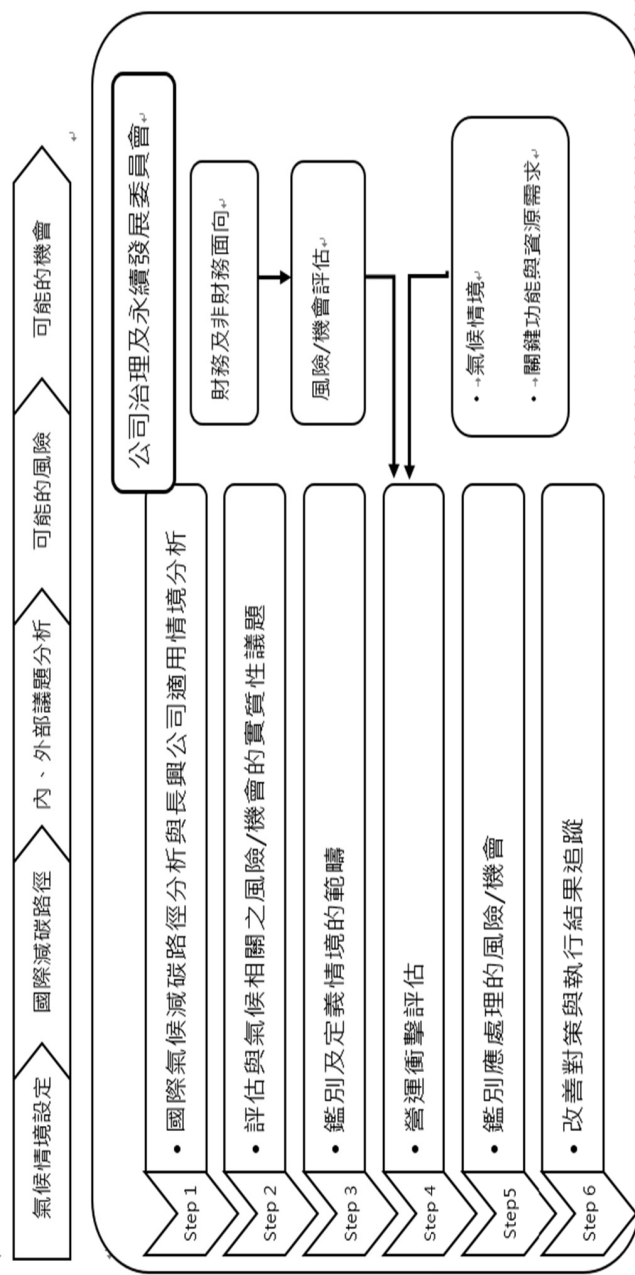 氣候情境設定
國際減碳路徑
內、外部議題分析
可能的風險
可能的機會
公司治理及永續發展委員會
Step 1
• 國際氣候減碳路徑分析與長興公司適用情境分析
Step 2
• 評估與氣候相關之風險/機會的實質性議題
Step 3
• 鑑別及定義情境的範疇
Step 4
• 營運衝擊評估
Step5
• 鑑別應處理的風險/機會
Step 6
• 改善對策與執行結果追蹤
財務及非財務面向
風險/機會評估
• →氣候情境
• →關鍵功能與資源需求